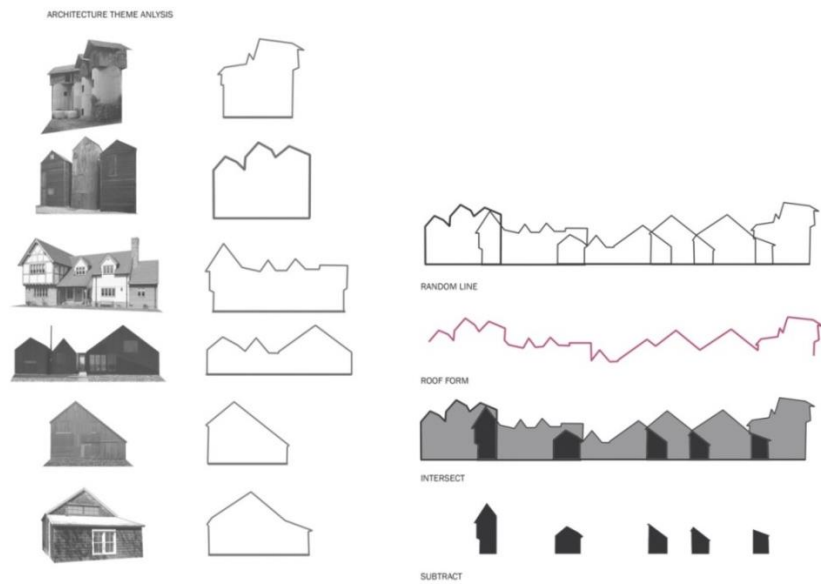 ARCHITECTURE THEME ANLYSIS
RANDOM LINE
ROOF FORM
INTERSECT
SUBTRACT